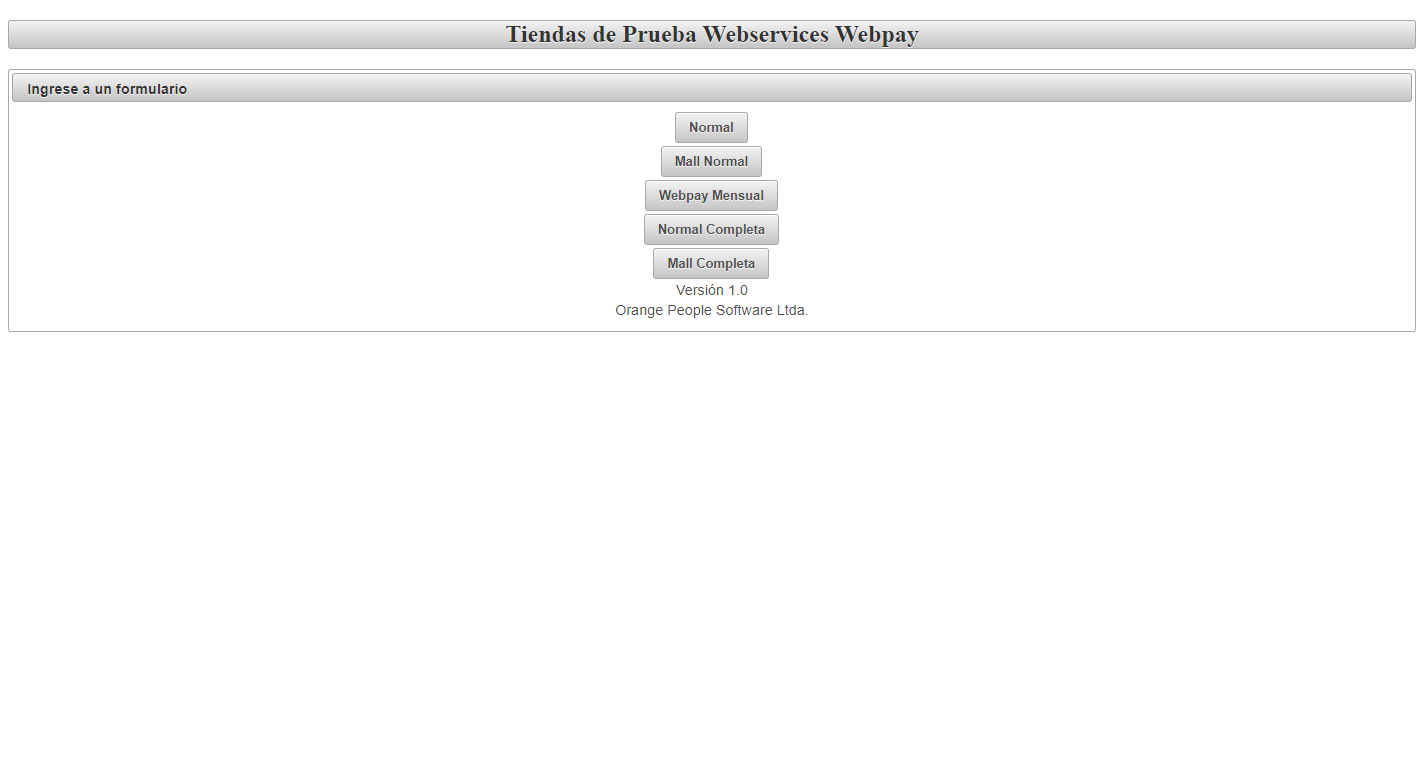 Tiendas de Prueba Webservices Webpay
Ingrese a un formulario
Normal
Mall Normal
Webpay Mensual
Normal Completa
Mall Completa
Versión 1.0
Orange People Software Ltda.